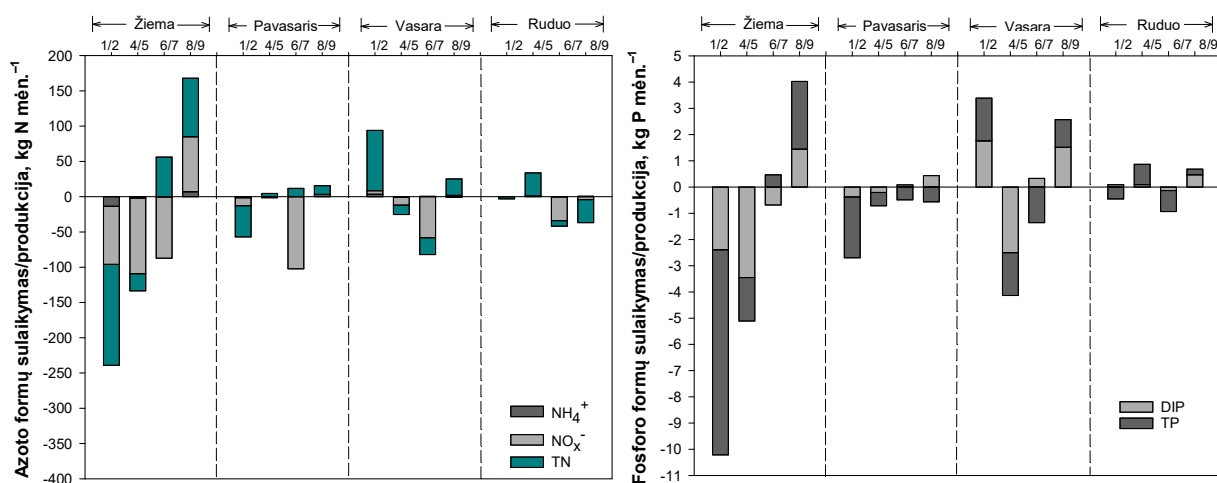 Žiema Pavasaris Vasara Ruduo
1/2 4/5 6/7 8/9 1/2 4/5 6/7 8/9 1/2 4/5 6/7 8/9 1/2 4/5 6/7 8/9
200
150
100
50
0
-50
-100
-150
-200
-250
-300
-350
-400
Azoto formų sulaikymas/produkcija, kg N mėn.⁻¹
NH₄⁺
NOₓ⁻
TN
Žiema Pavasaris Vasara Ruduo
1/2 4/5 6/7 8/9 1/2 4/5 6/7 8/9 1/2 4/5 6/7 8/9 1/2 4/5 6/7 8/9
5
4
3
2
1
0
-1
-2
-3
-4
-5
-6
-7
-8
-9
-10
-11
Fosforo formų sulaikymas/produkcija, kg P mėn.⁻¹
DIP
TP